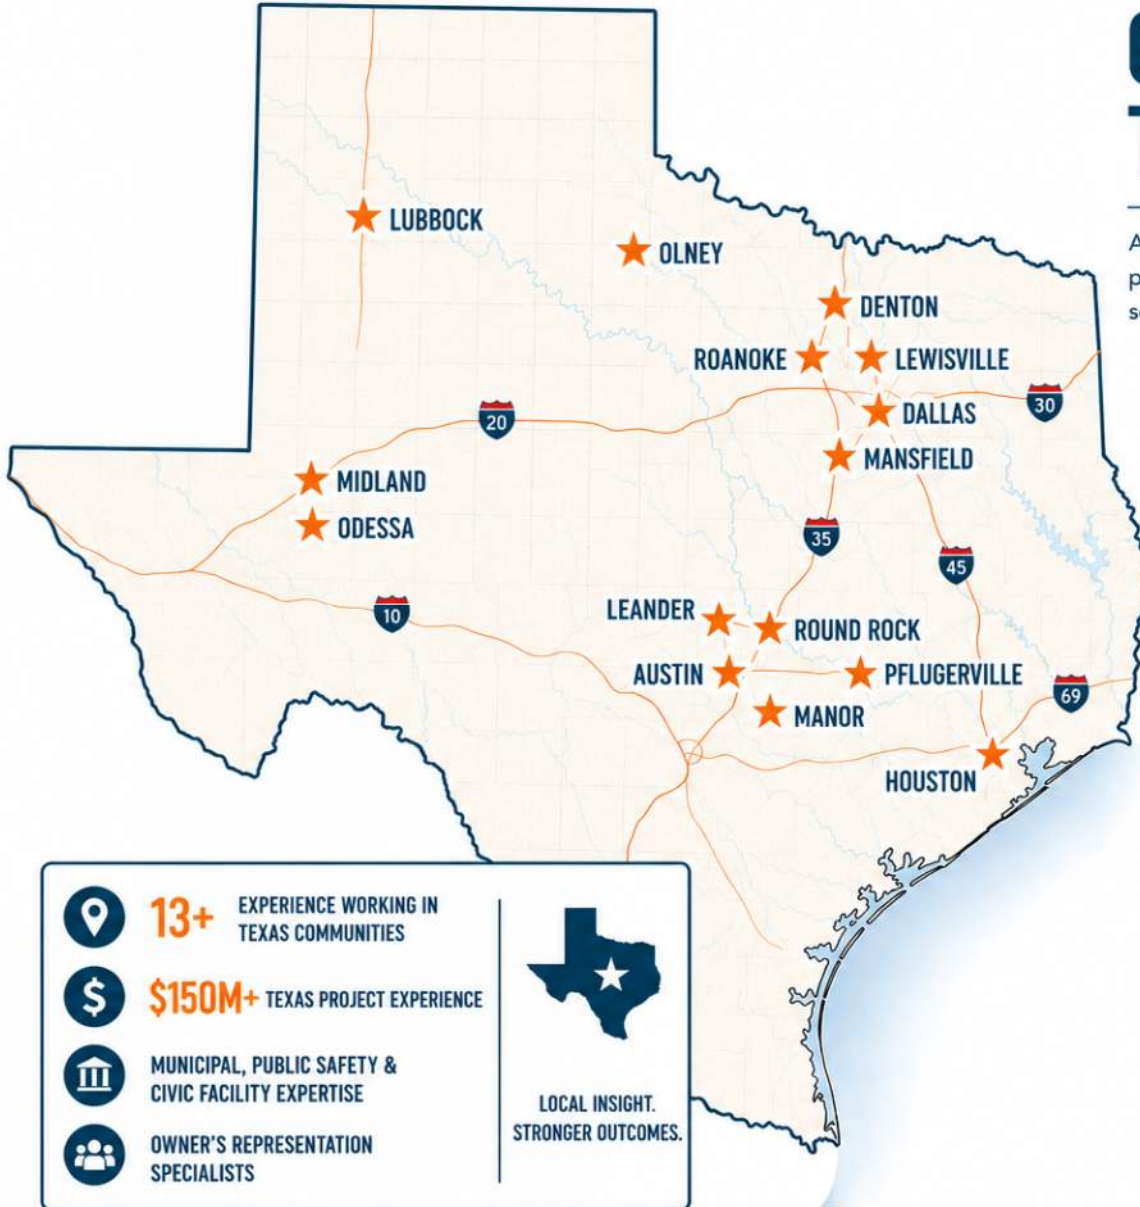 LUBBOCK
OLNEY
DENTON
ROANOKE
LEWISVILLE
30
20
DALLAS
MANSFIELD
MIDLAND
ODESSA
35
45
10
LEANDER
ROUND ROCK
AUSTIN
PFLUGERVILLE
69
MANOR
HOUSTON
13+ EXPERIENCE WORKING IN
TEXAS COMMUNITIES
$150M+ TEXAS PROJECT EXPERIENCE
MUNICIPAL, PUBLIC SAFETY &
CIVIC FACILITY EXPERTISE
OWNER'S REPRESENTATION
SPECIALISTS
LOCAL INSIGHT.
STRONGER OUTCOMES.